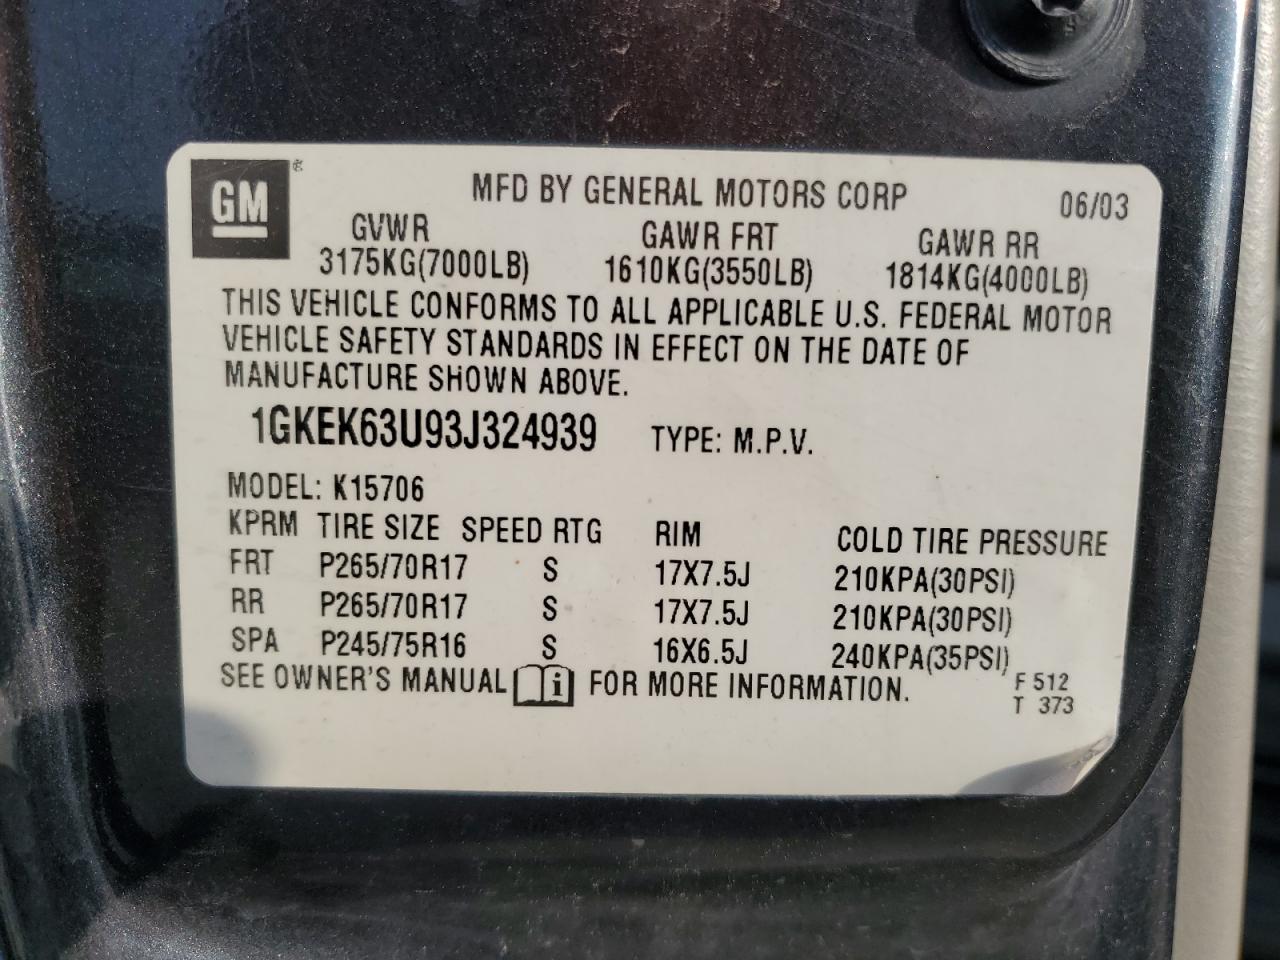 GM ®
MFD BY GENERAL MOTORS CORP 06/03
GVWR GAWR FRT GAWR RR
3175KG(7000LB) 1610KG(3550LB) 1814KG(4000LB)
THIS VEHICLE CONFORMS TO ALL APPLICABLE U.S. FEDERAL MOTOR
VEHICLE SAFETY STANDARDS IN EFFECT ON THE DATE OF
MANUFACTURE SHOWN ABOVE.
1GKEK63U93J324939 TYPE: M.P.V.
MODEL: K15706
KPRM TIRE SIZE SPEED RTG RIM COLD TIRE PRESSURE
FRT P265/70R17 S 17X7.5J 210KPA(30PSI)
RR P265/70R17 S 17X7.5J 210KPA(30PSI)
SPA P245/75R16 S 16X6.5J 240KPA(35PSI)
SEE OWNER'S MANUAL i FOR MORE INFORMATION.
F 512
T 373